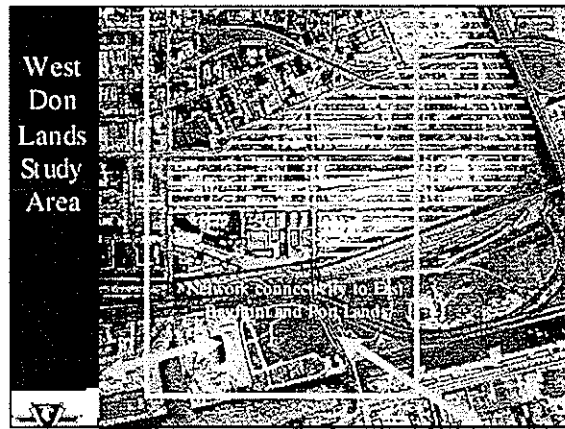 West
Don
Lands
Study
Area
Network connectivity to East
Bayfront and Port Lands